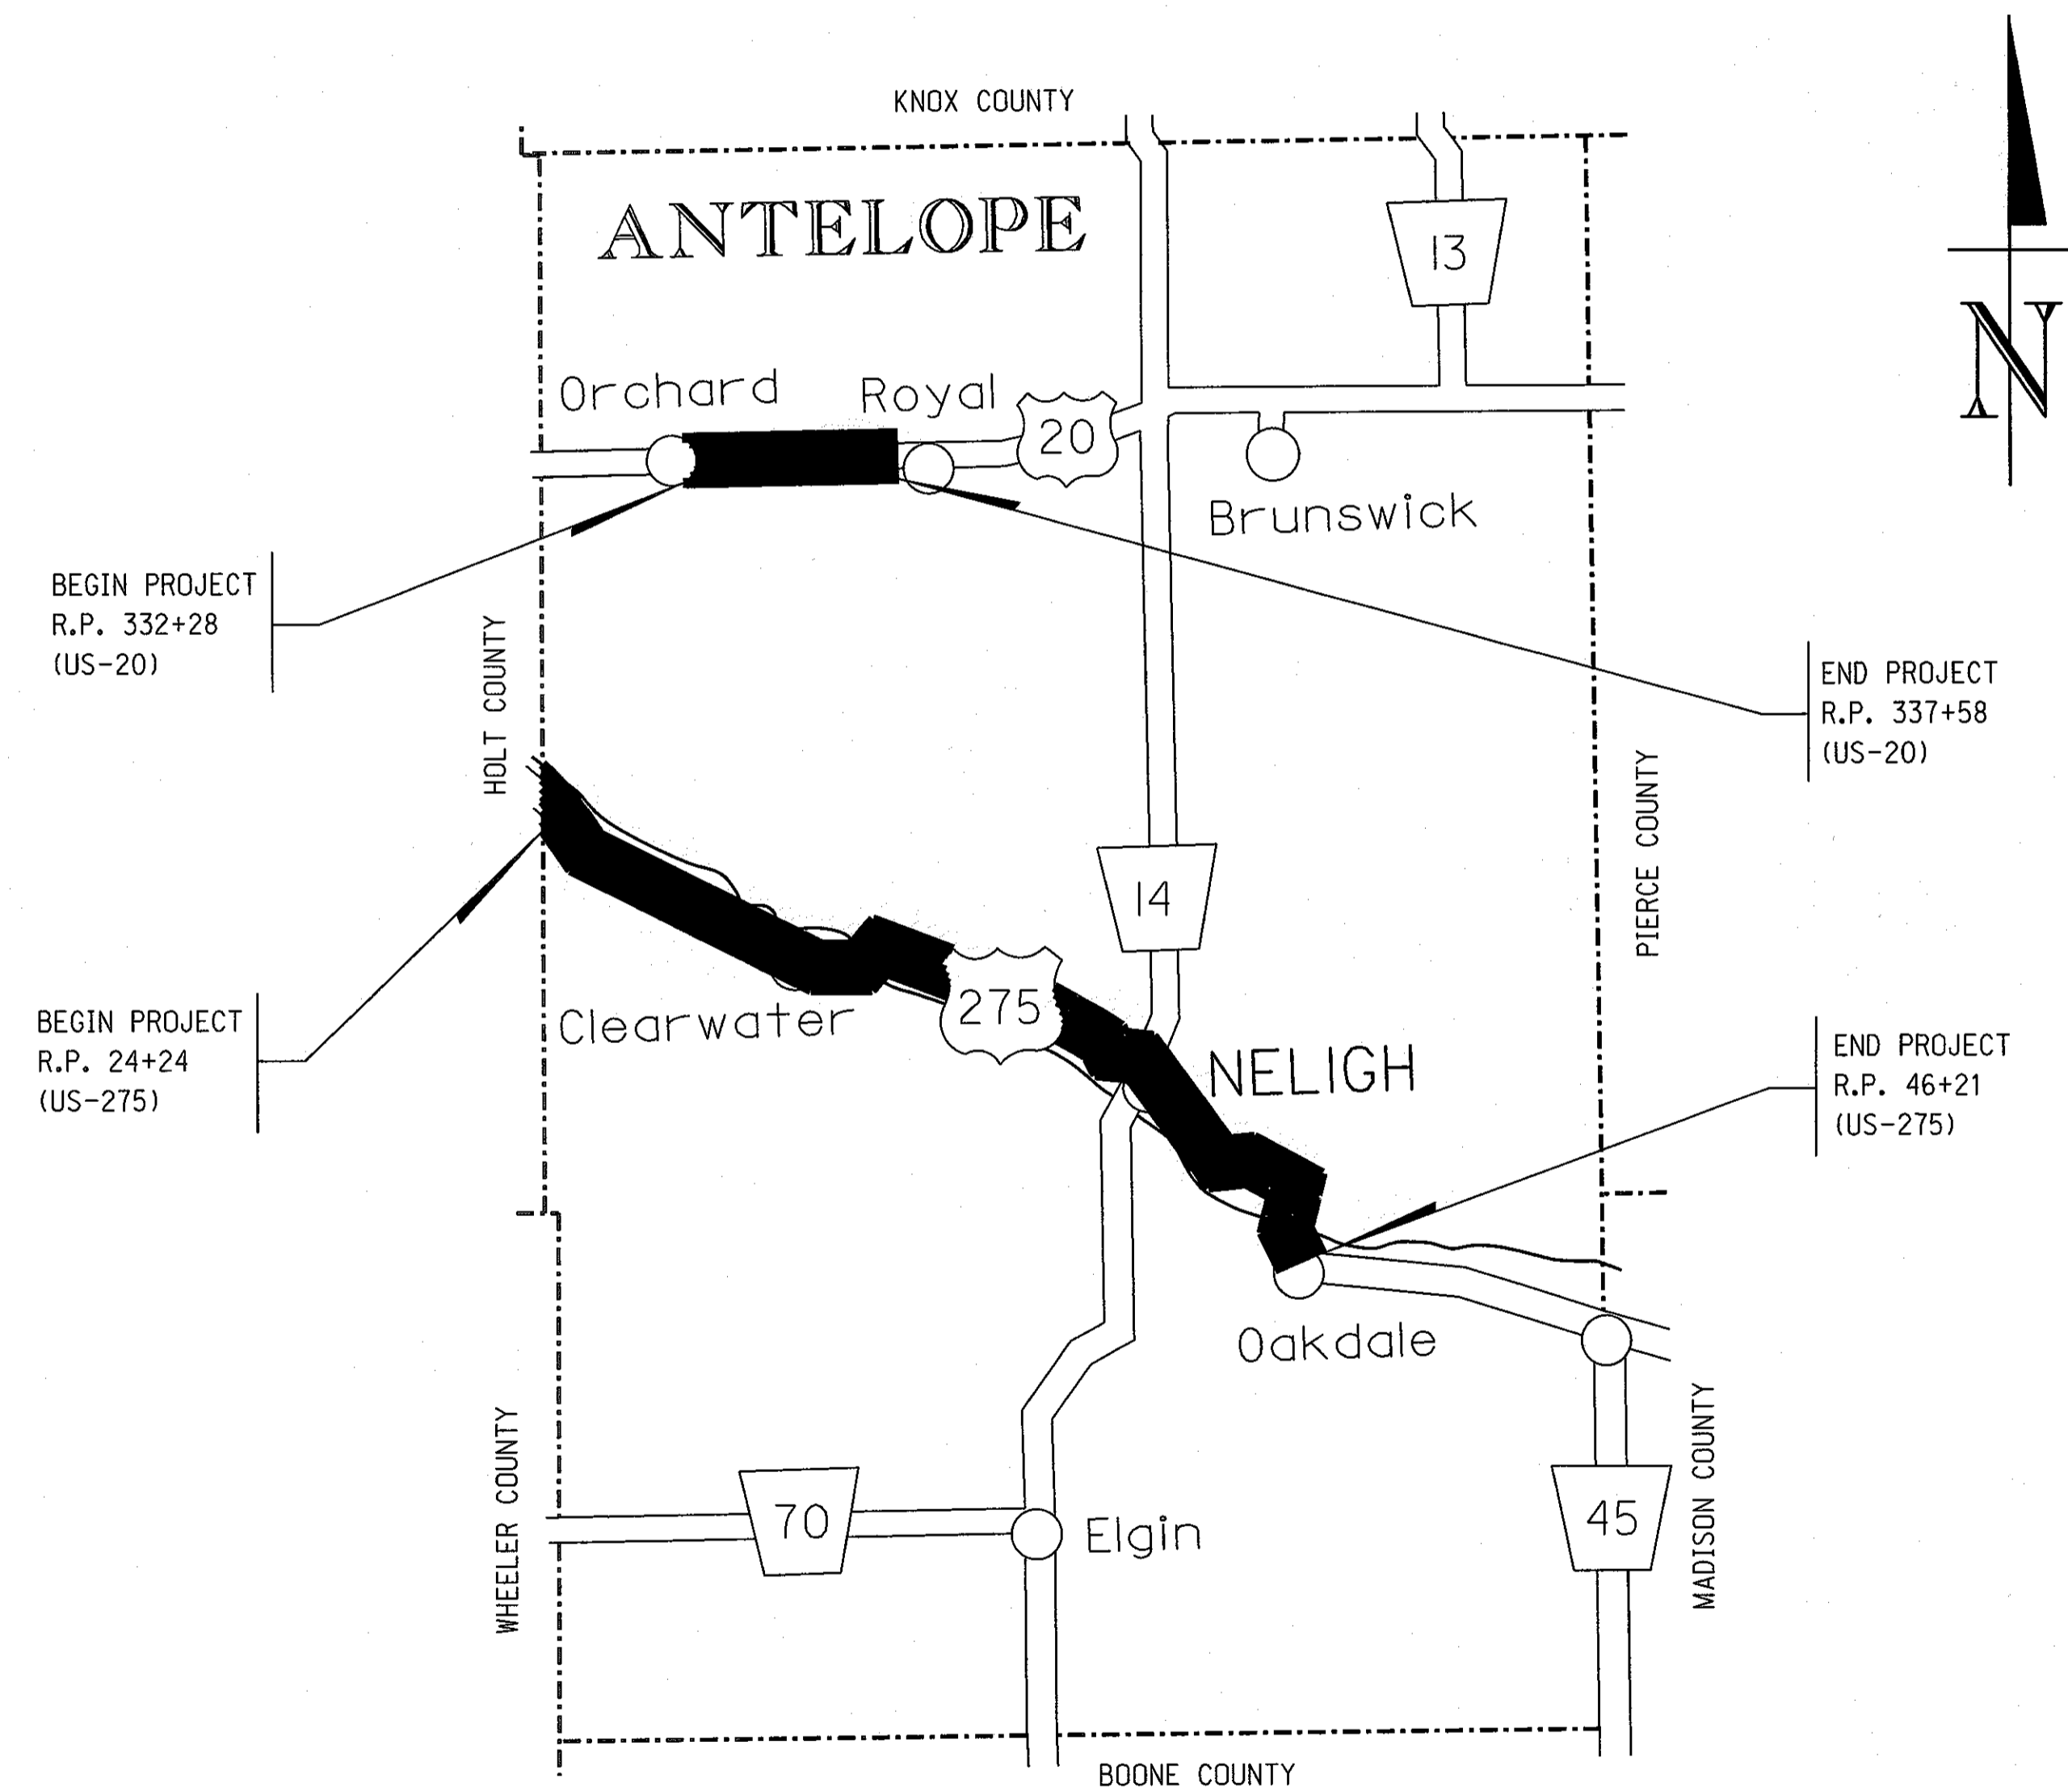 KNOX COUNTY
ANTELOPE
13
N
Orchard
Royal
20
Brunswick
BEGIN PROJECT
R.P. 332+28
(US-20)
HOLT COUNTY
END PROJECT
R.P. 337+58
(US-20)
PIERCE COUNTY
14
BEGIN PROJECT
R.P. 24+24
(US-275)
Clearwater
275
NELIGH
END PROJECT
R.P. 46+21
(US-275)
Oakdale
WHEELER COUNTY
70
Elgin
45
MADISON COUNTY
BOONE COUNTY